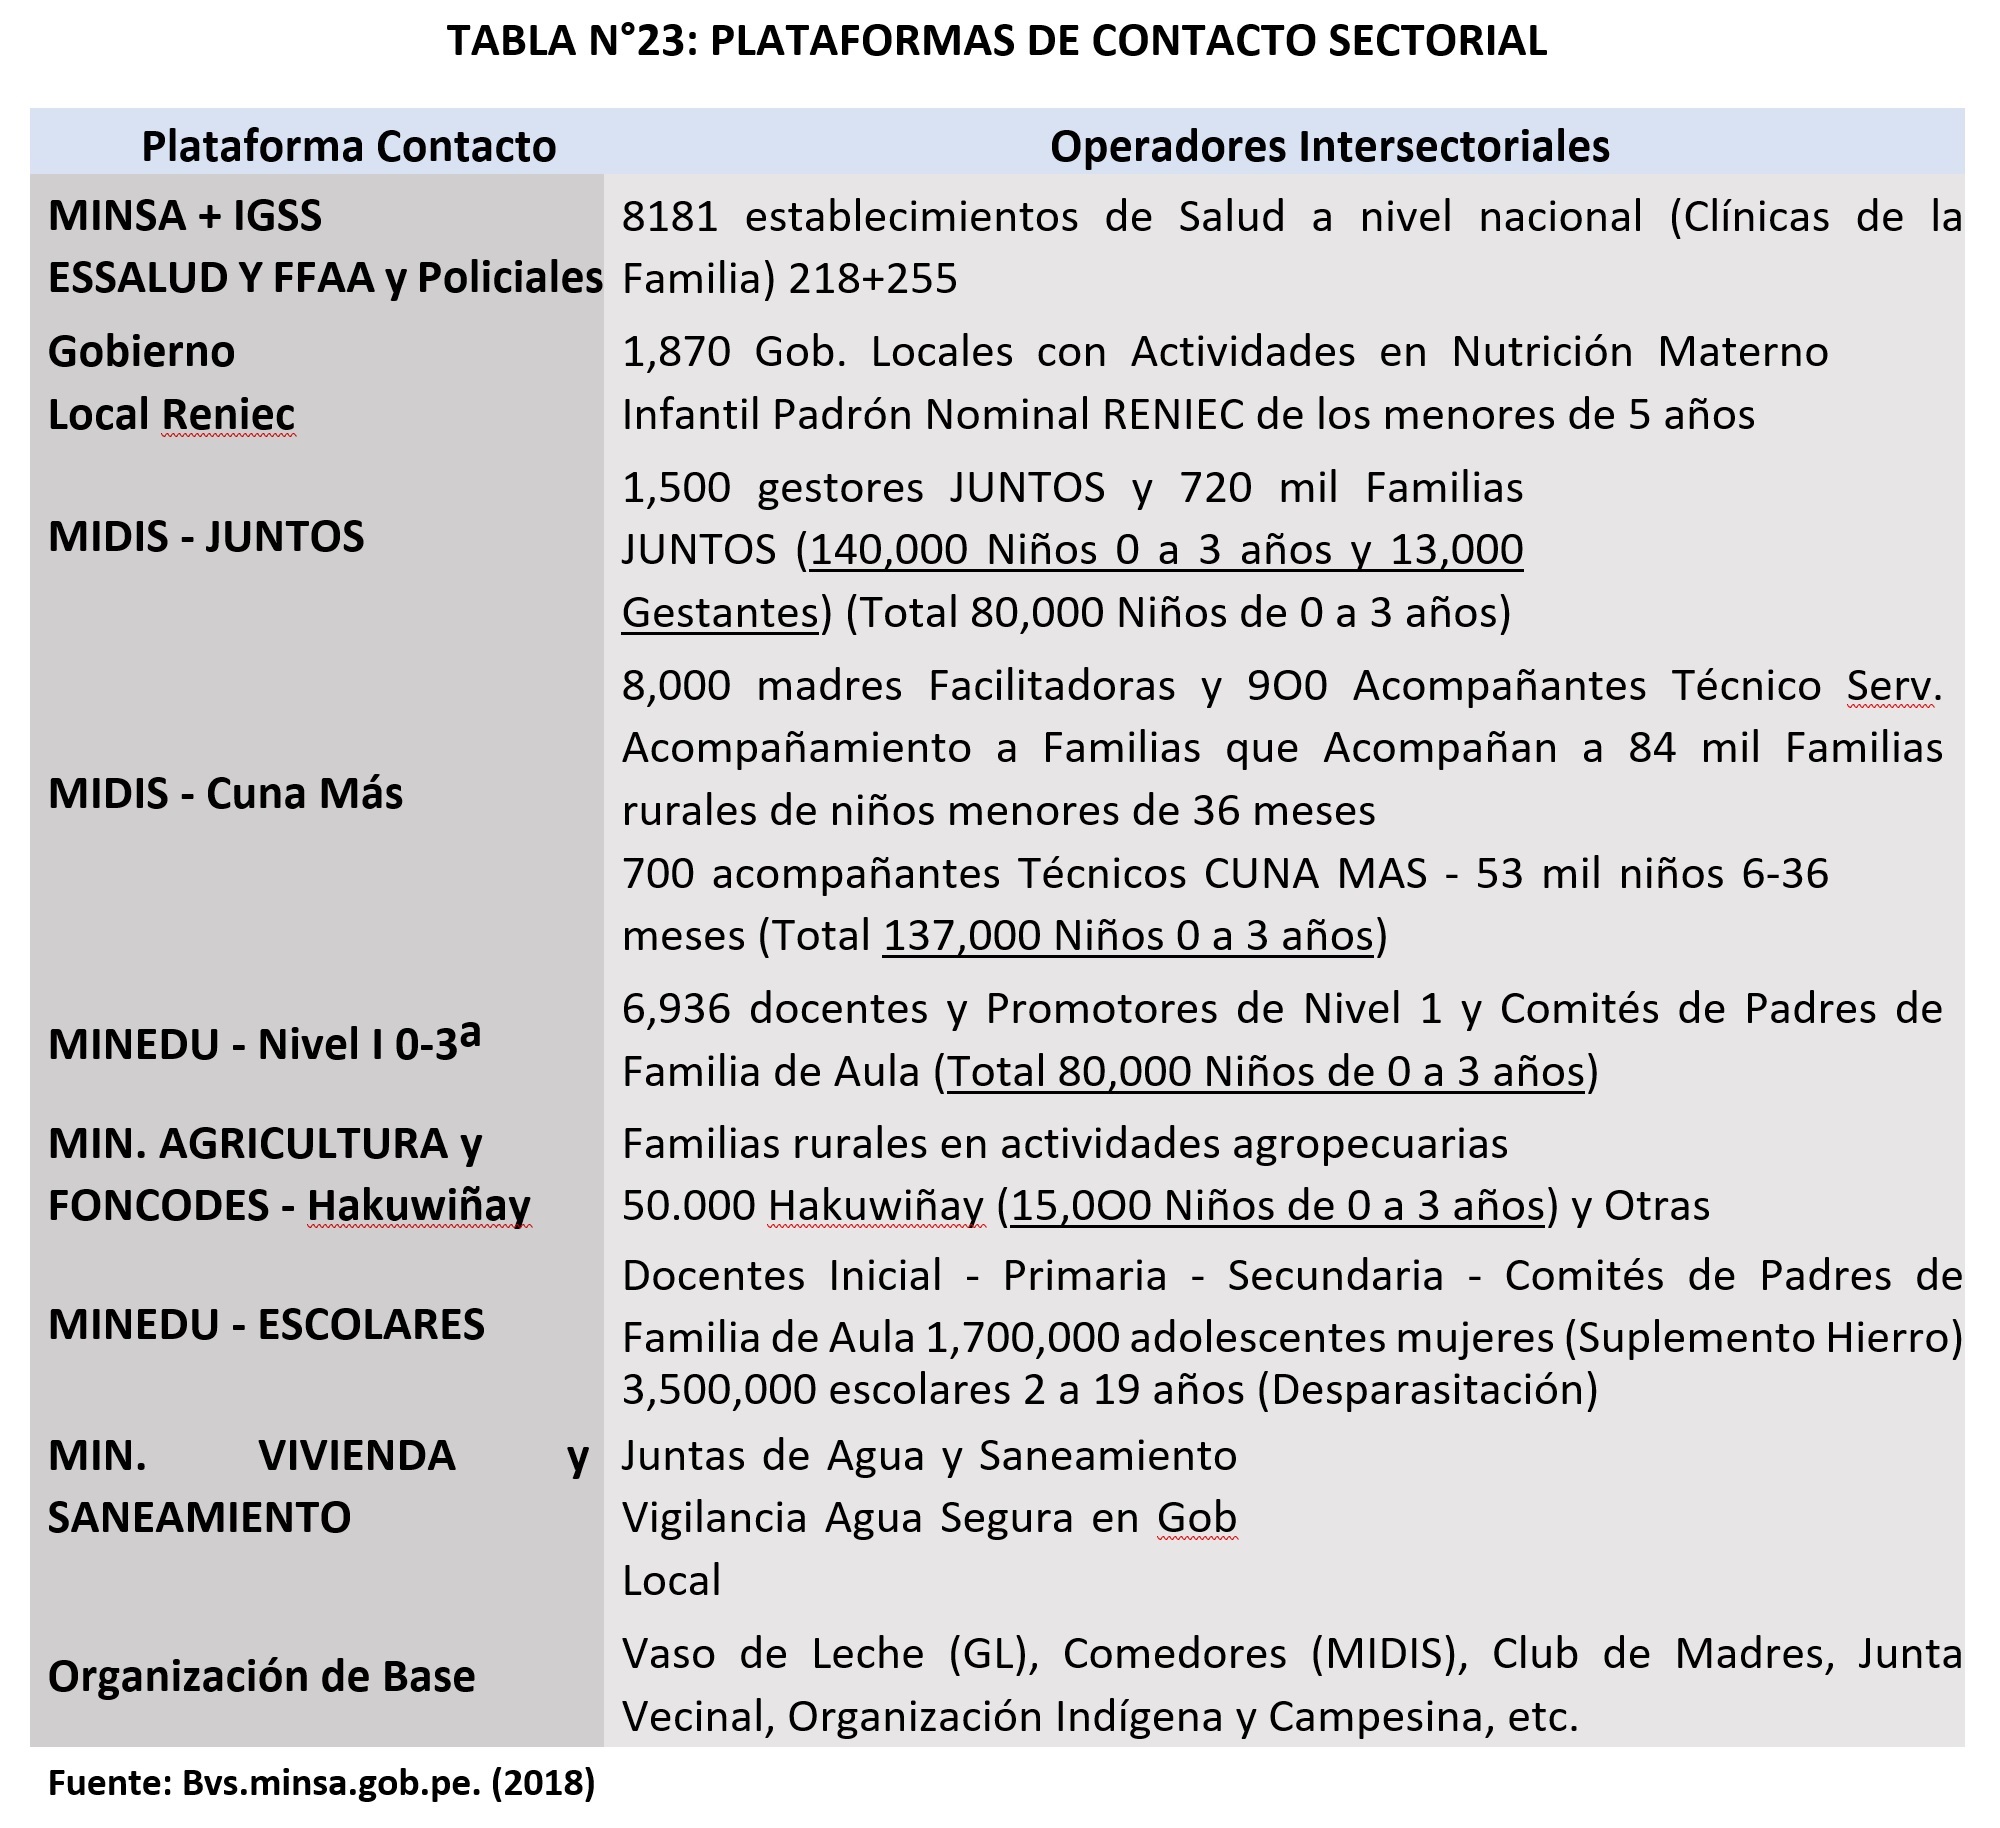 TABLA N°23: PLATAFORMAS DE CONTACTO SECTORIAL
Plataforma Contacto
Operadores Intersectoriales
MINSA + IGSS
ESSALUD Y FFAA y Policiales
8181 establecimientos de Salud a nivel nacional (Clínicas de la
Familia) 218+255
Gobierno
Local Reniec
1,870 Gob. Locales con Actividades en Nutrición Materno
Infantil Padrón Nominal RENIEC de los menores de 5 años
MIDIS - JUNTOS
1,500 gestores JUNTOS y 720 mil Familias
JUNTOS (140,000 Niños 0 a 3 años y 13,000
Gestantes) (Total 80,000 Niños de 0 a 3 años)
MIDIS - Cuna Más
8,000 madres Facilitadoras y 9O0 Acompañantes Técnico Serv.
Acompañamiento a Familias que Acompañan a 84 mil Familias
rurales de niños menores de 36 meses
700 acompañantes Técnicos CUNA MAS - 53 mil niños 6-36
meses (Total 137,000 Niños 0 a 3 años)
MINEDU - Nivel I 0-3ª
6,936 docentes y Promotores de Nivel 1 y Comités de Padres de
Familia de Aula (Total 80,000 Niños de 0 a 3 años)
MIN. AGRICULTURA y
FONCODES - Hakuwiñay
Familias rurales en actividades agropecuarias
50.000 Hakuwiñay (15,0O0 Niños de 0 a 3 años) y Otras
MINEDU - ESCOLARES
Docentes Inicial - Primaria - Secundaria - Comités de Padres de
Familia de Aula 1,700,000 adolescentes mujeres (Suplemento Hierro)
3,500,000 escolares 2 a 19 años (Desparasitación)
MIN. VIVIENDA y
SANEAMIENTO
Juntas de Agua y Saneamiento
Vigilancia Agua Segura en Gob
Local
Organización de Base
Vaso de Leche (GL), Comedores (MIDIS), Club de Madres, Junta
Vecinal, Organización Indígena y Campesina, etc.
Fuente: Bvs.minsa.gob.pe. (2018)